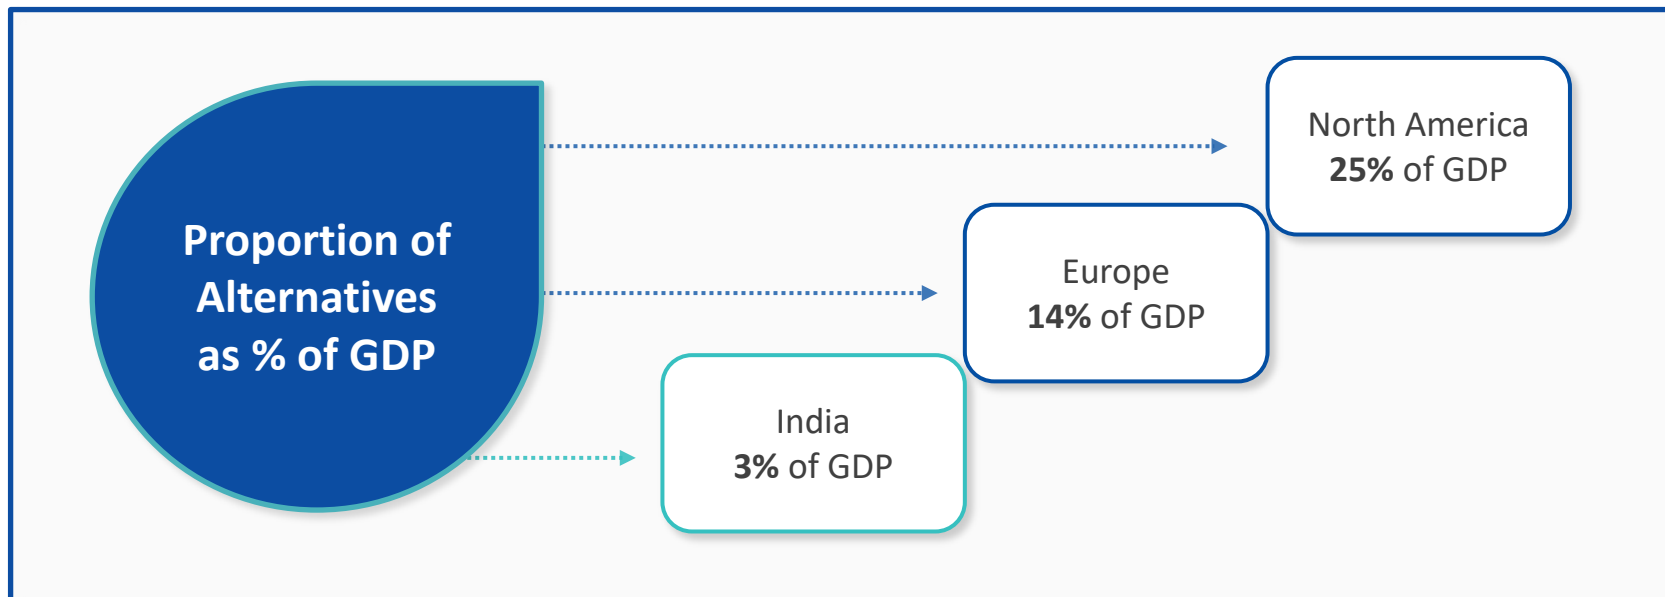 Proportion of
Alternatives
as % of GDP
North America
25% of GDP
Europe
14% of GDP
India
3% of GDP